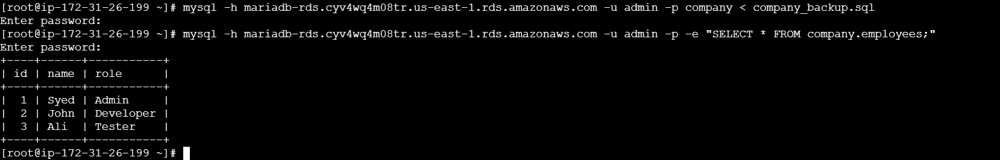 [root@ip-172-31-26-199 ~]# mysql -h mariadb-rds.cyv4wq4m08tr.us-east-1.rds.amazonaws.com -u admin -p company < company_backup.sql
Enter password:
[root@ip-172-31-26-199 ~]# mysql -h mariadb-rds.cyv4wq4m08tr.us-east-1.rds.amazonaws.com -u admin -p -e "SELECT * FROM company.employees;"
Enter password:
+----+------+-----------+
| id | name | role      |
+----+------+-----------+
|  1 | Syed | Admin     |
|  2 | John | Developer |
|  3 | Ali  | Tester    |
+----+------+-----------+
[root@ip-172-31-26-199 ~]#